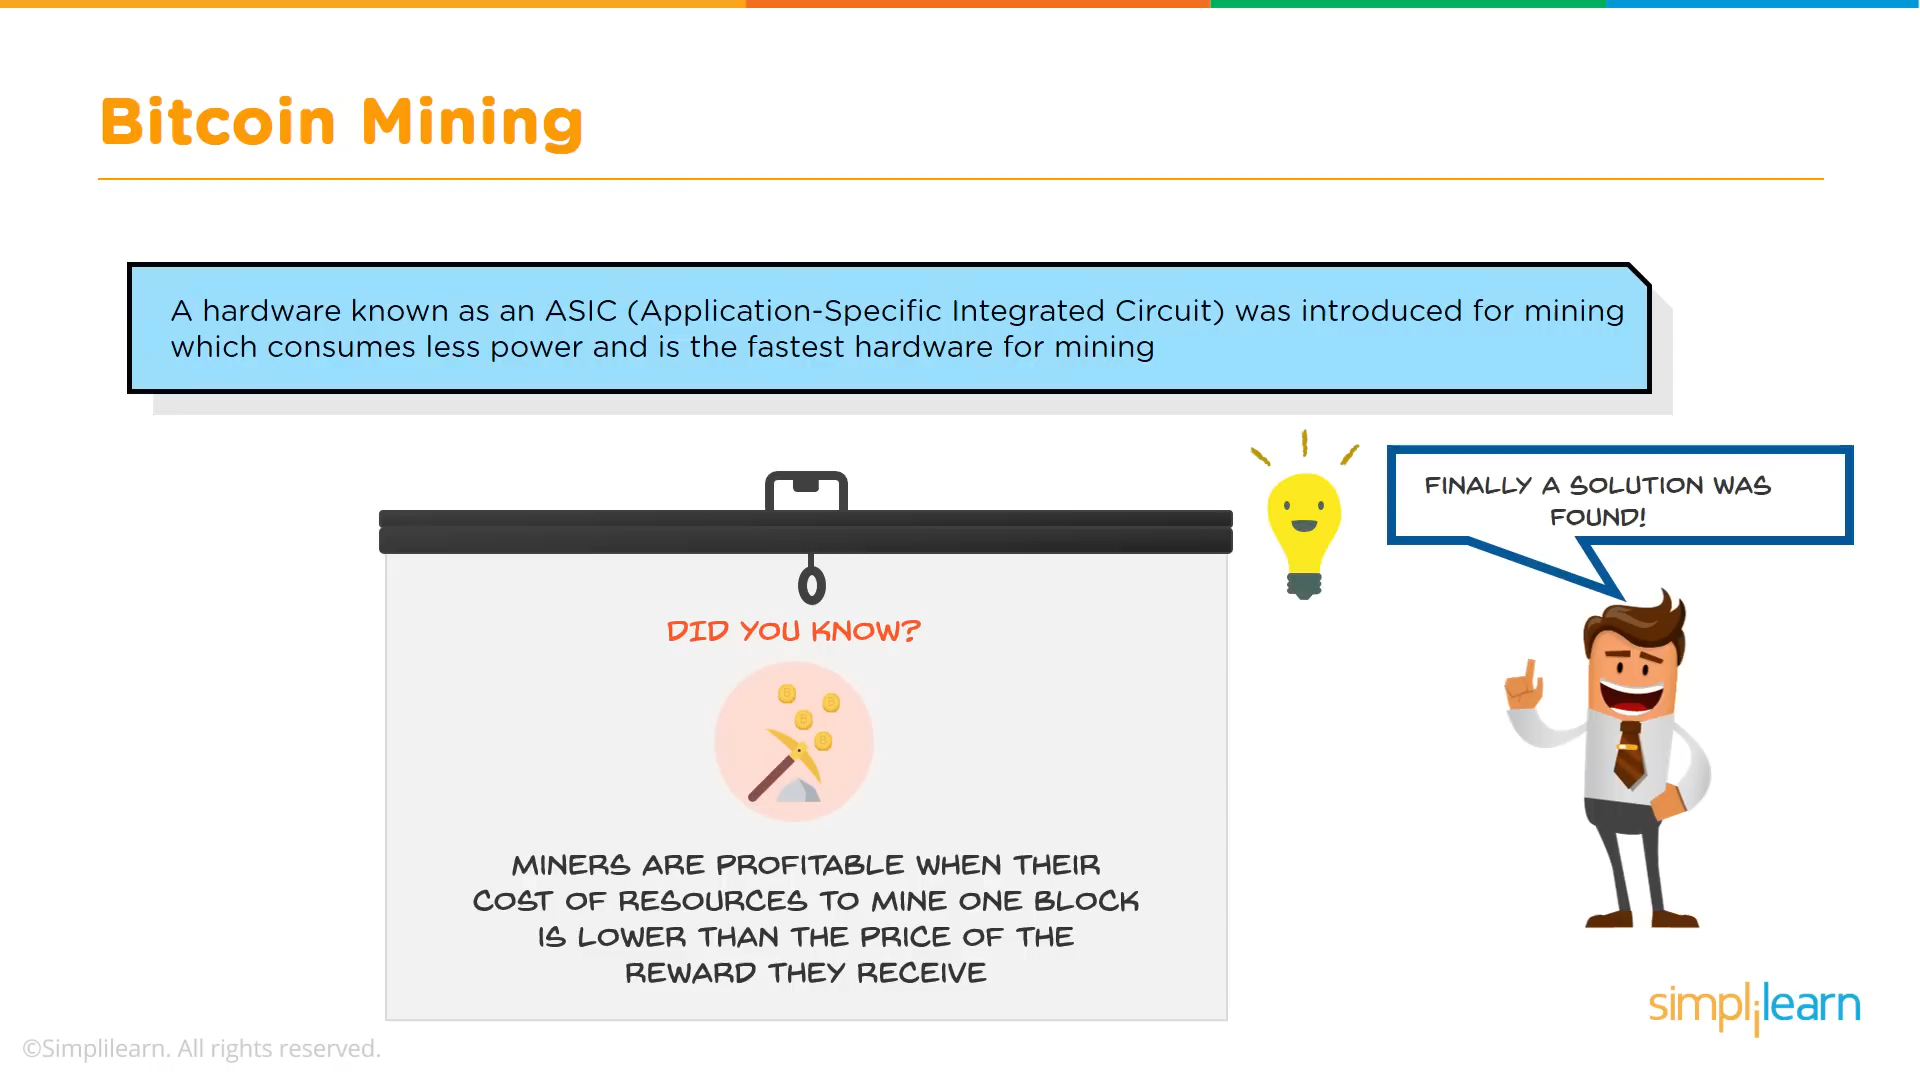 Bitcoin Mining
A hardware known as an ASIC (Application-Specific Integrated Circuit) was introduced for mining
which consumes less power and is the fastest hardware for mining
FINALLY A SOLUTION WAS
FOUND!
DID YOU KNOW?
MINERS ARE PROFITABLE WHEN THEIR
COST OF RESOURCES TO MINE ONE BLOCK
IS LOWER THAN THE PRICE OF THE
REWARD THEY RECEIVE
simplilearn
©Simplilearn. All rights reserved.